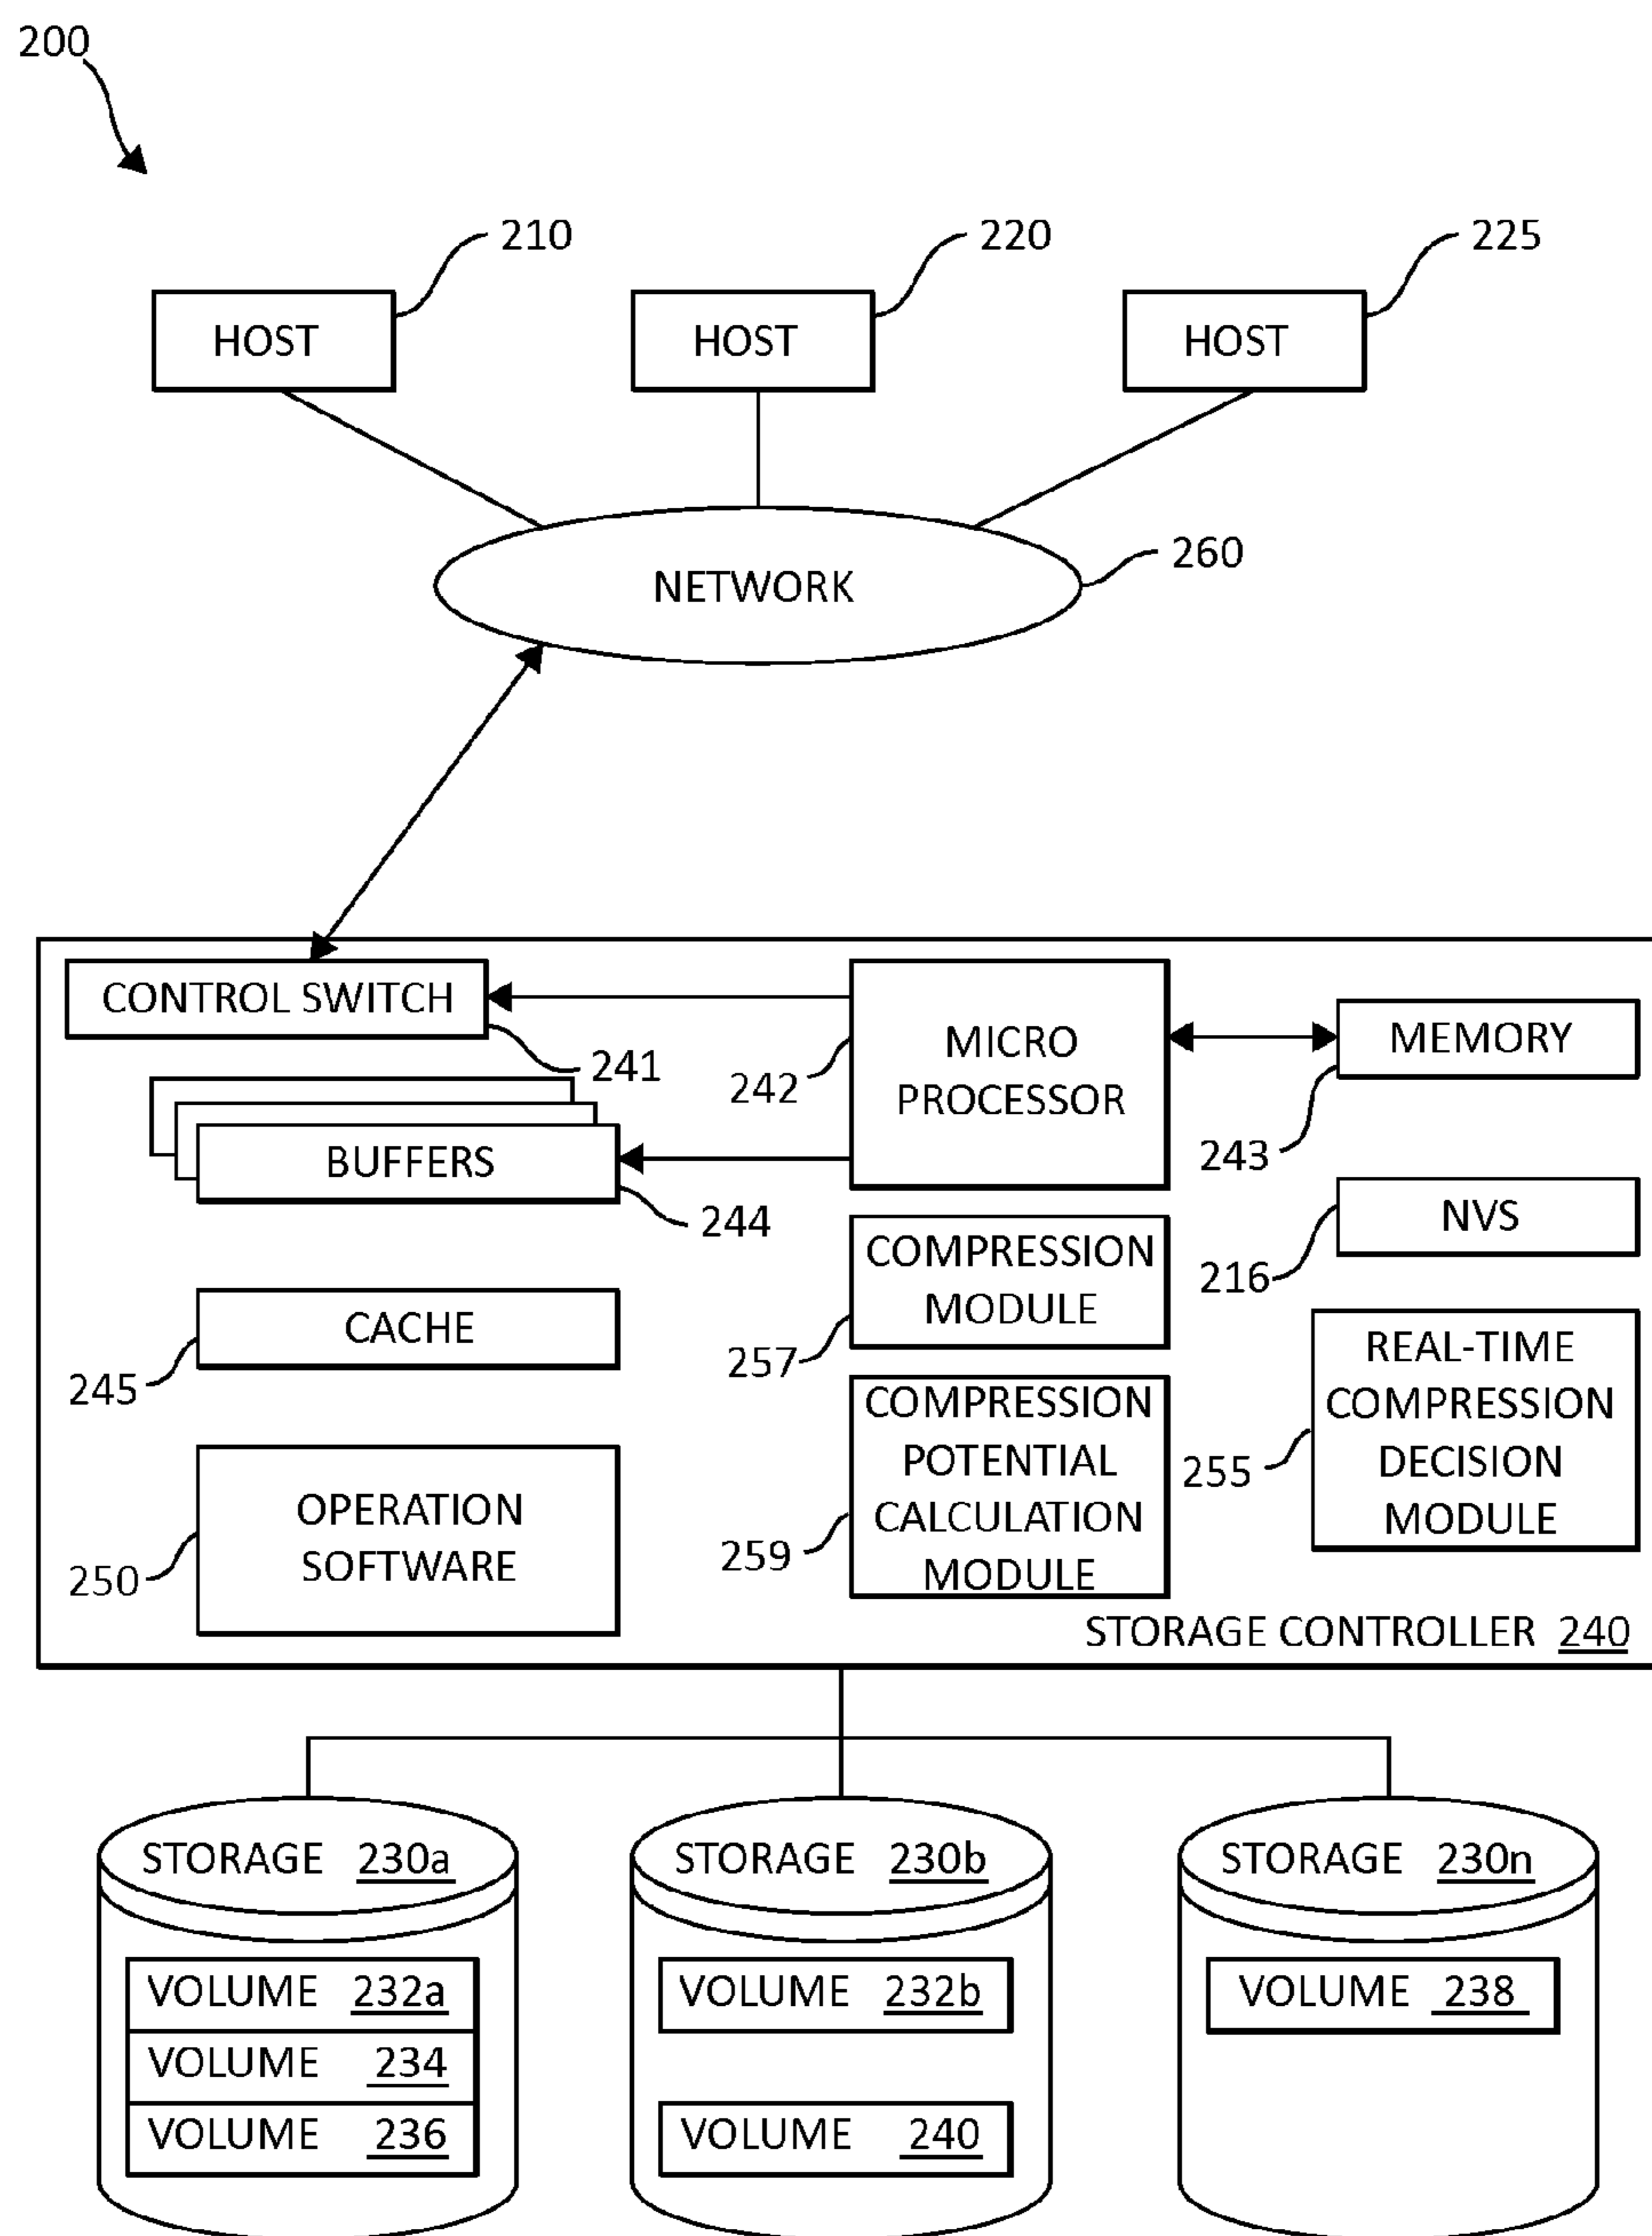 200
210
220
225
HOST
HOST
HOST
260
NETWORK
CONTROL SWITCH
241
MICRO
PROCESSOR
242
MEMORY
243
BUFFERS
244
NVS
216
COMPRESSION
MODULE
257
CACHE
245
REAL-TIME
COMPRESSION
DECISION
MODULE
255
COMPRESSION
POTENTIAL
CALCULATION
MODULE
259
OPERATION
SOFTWARE
250
STORAGE CONTROLLER 240
STORAGE 230a
STORAGE 230b
STORAGE 230n
VOLUME 232a
VOLUME 234
VOLUME 236
VOLUME 232b
VOLUME 240
VOLUME 238